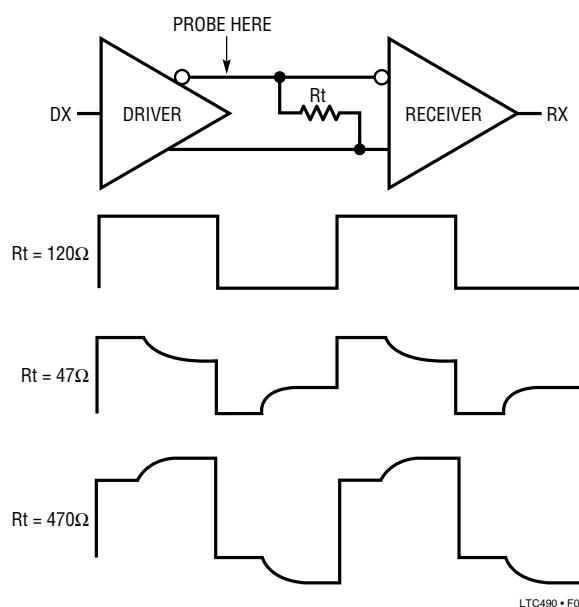 PROBE HERE
Rt
DX
DRIVER
RECEIVER
RX
Rt = 120Ω
Rt = 47Ω
Rt = 470Ω
LTC490 • F0